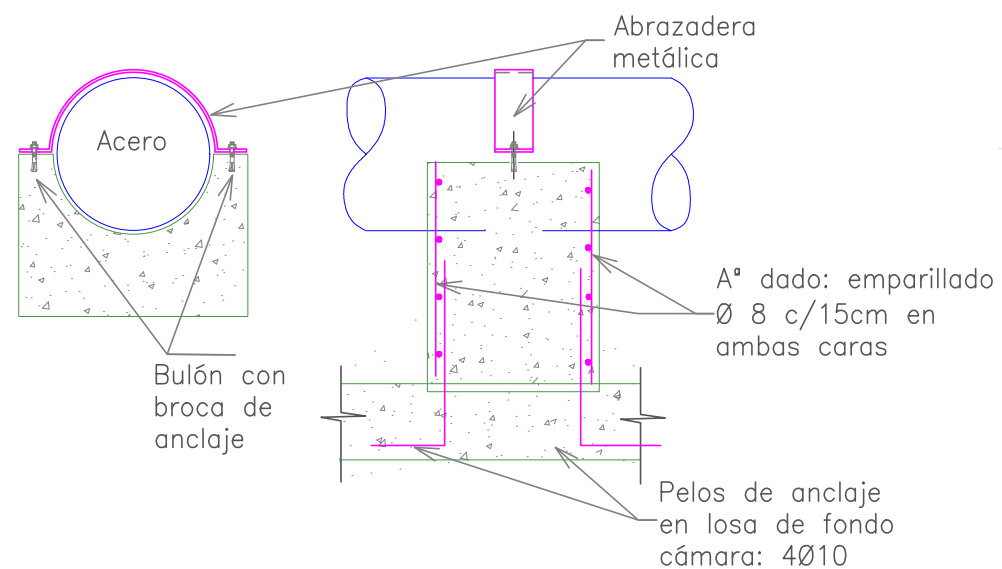 Abrazadera
metálica
Acero
Aª dado: emparillado
Ø 8 c/15cm en
ambas caras
Bulón con
broca de
anclaje
Pelos de anclaje
en losa de fondo
cámara: 4Ø10